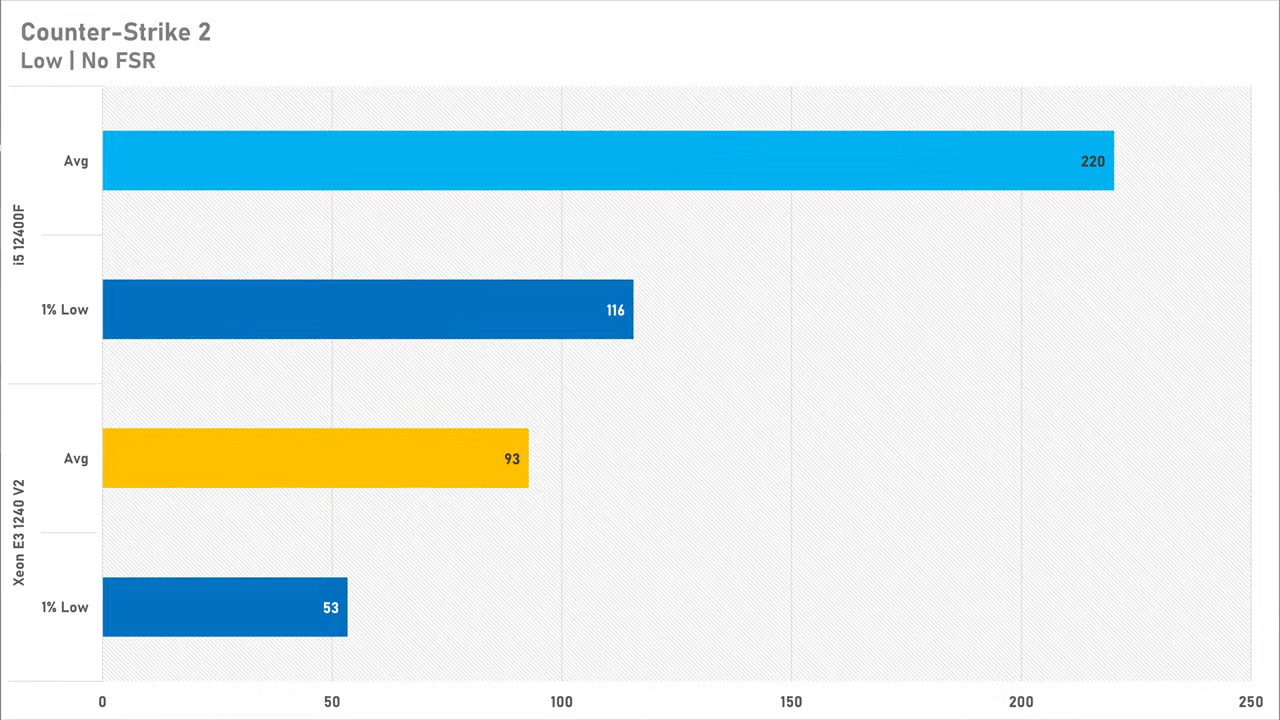 Counter-Strike 2
Low | No FSR
i5 12400F
Avg
220
1% Low
116
Xeon E3 1240 V2
Avg
93
1% Low
53
0 50 100 150 200 250